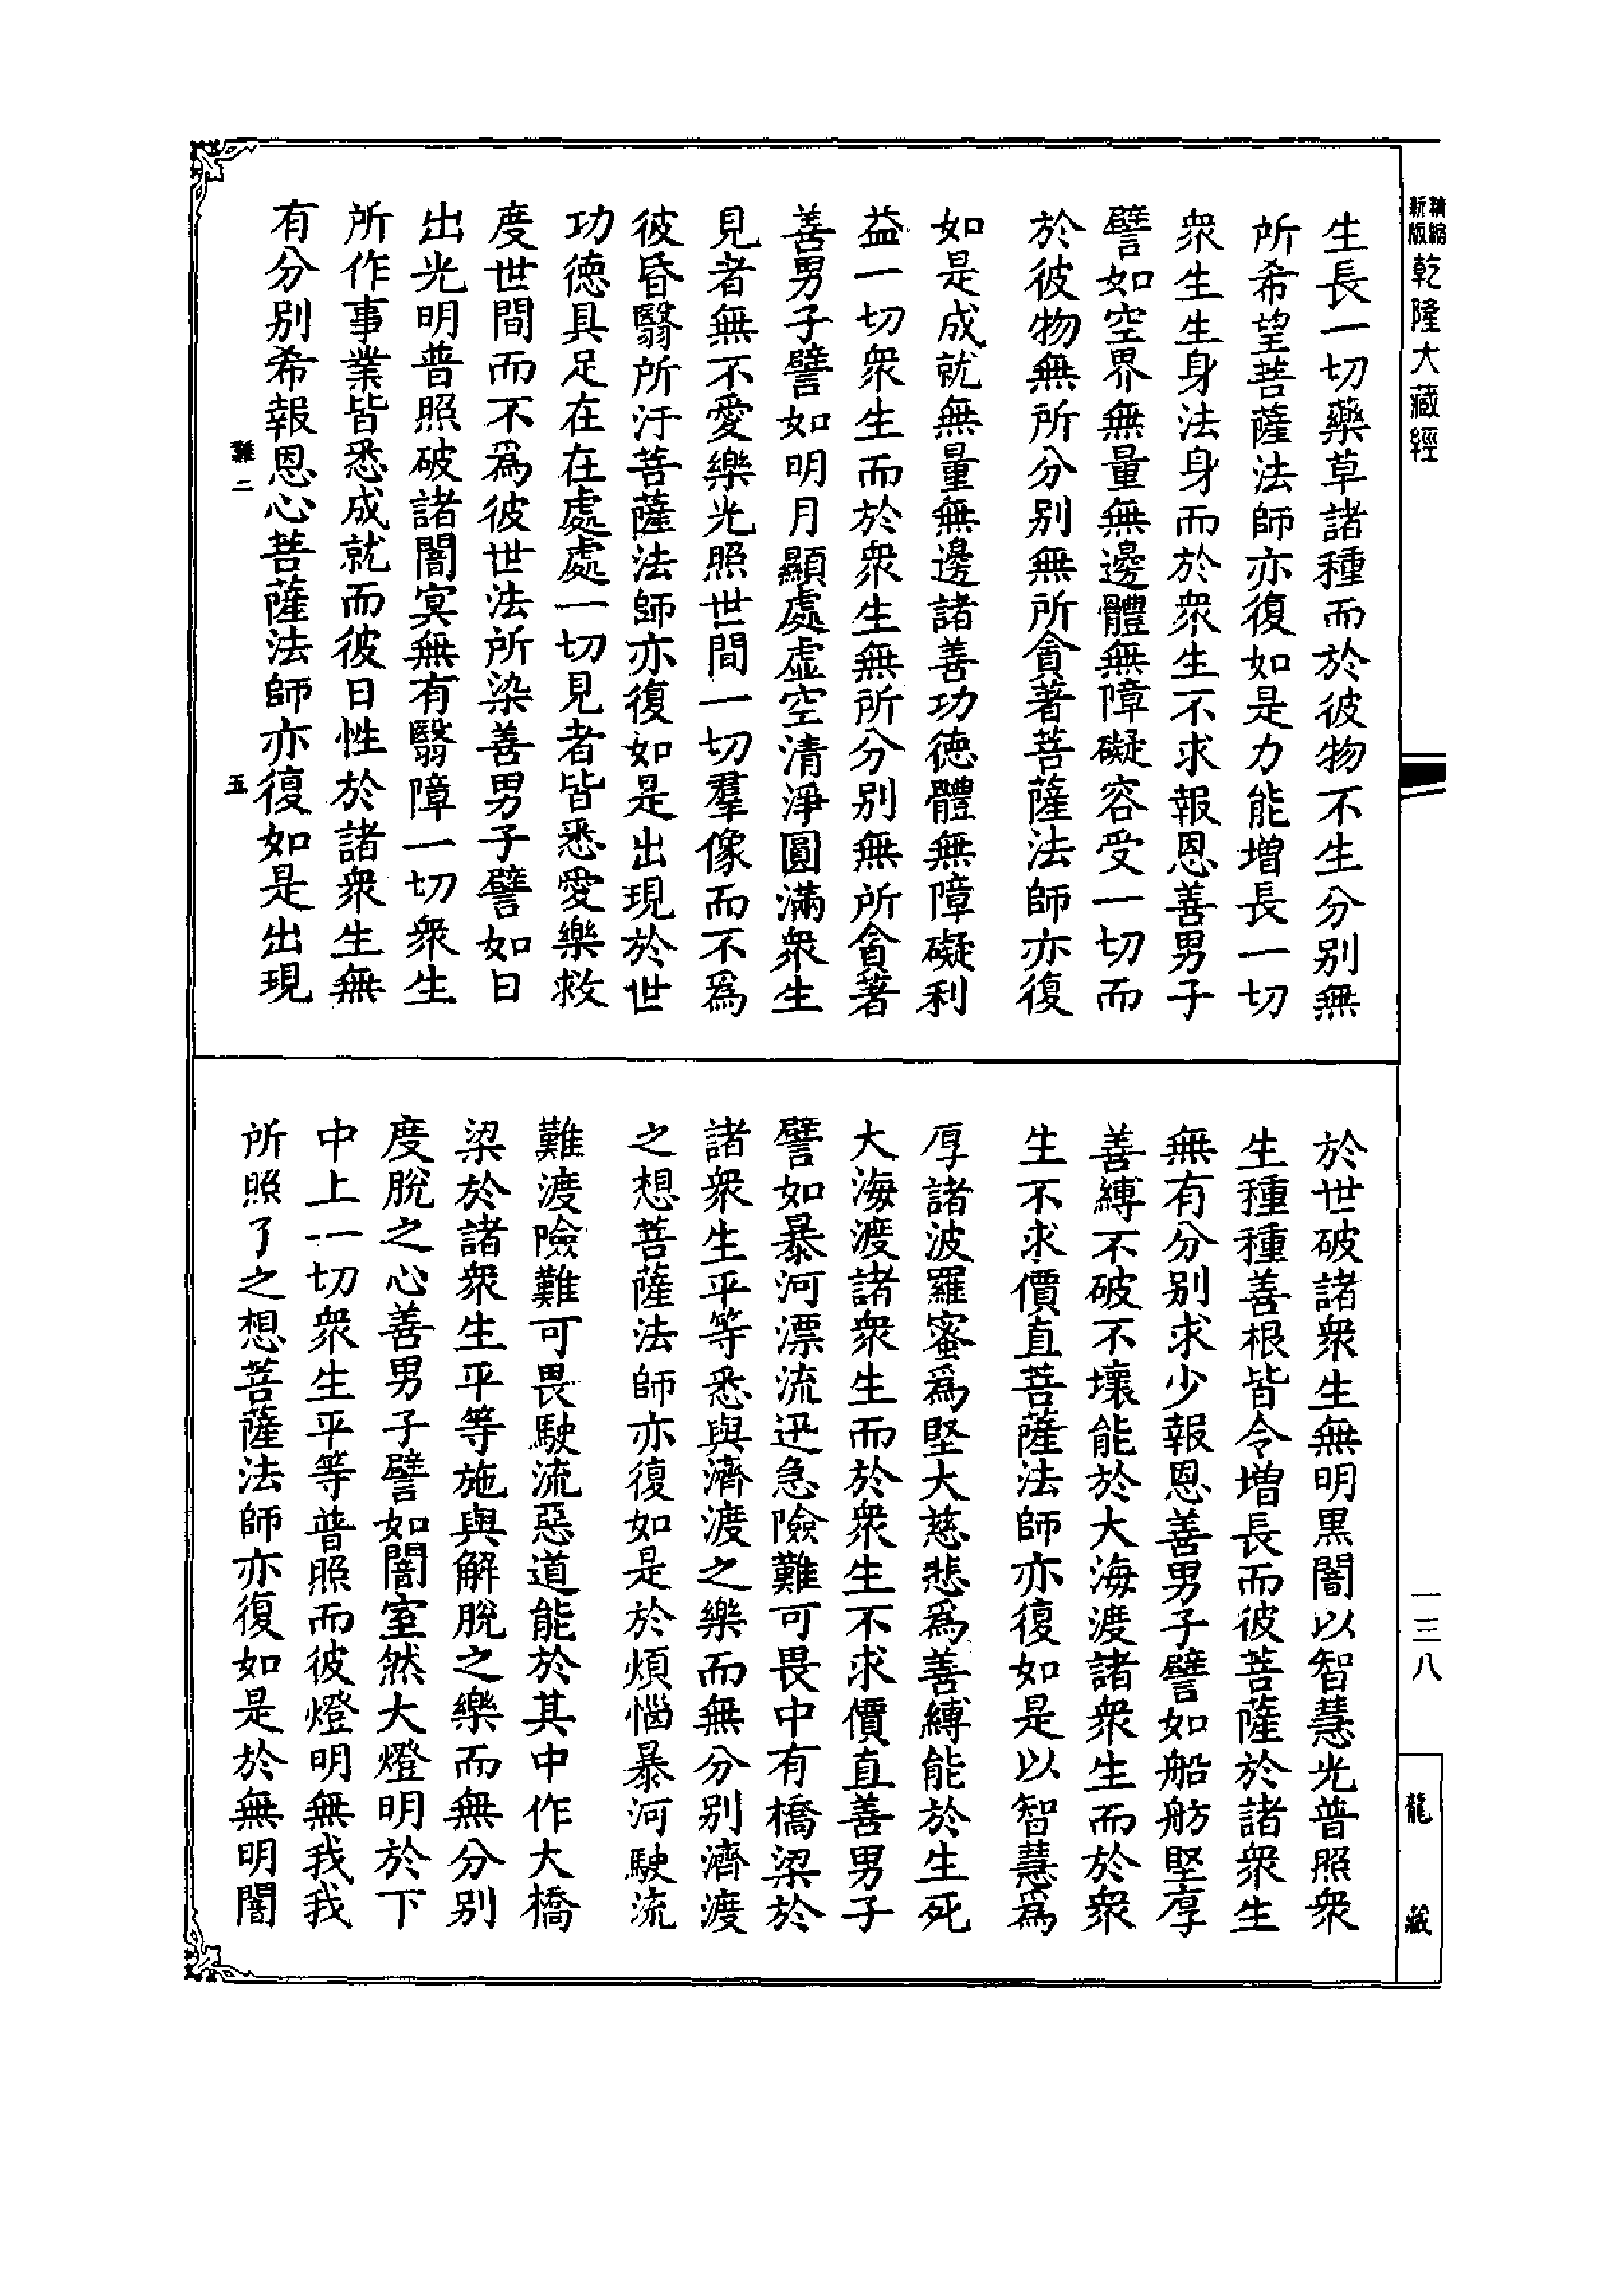 精縮新版乾隆大藏經
生長一切藥草諸種而於彼物不生分別無
所希望菩薩法師亦復如是力能增長一切
衆生生身法身而於衆生不求報恩善男子
譬如空界無量無邊體無障礙容受一切而
於彼物無所分別無所貪著菩薩法師亦復
如是成就無量無邊諸善功德體無障礙利
益一切衆生而於衆生無所分別無所貪著
善男子譬如明月顯處虛空清淨圓滿衆生
見者無不愛樂光照世間一切羣像而不爲
彼昏翳所汙菩薩法師亦復如是出現於世
功德具足在在處處一切見者皆悉愛樂救
度世間而不爲彼世法所染善男子譬如日
出光明普照破諸闇冥無有翳障一切衆生
所作事業皆悉成就而彼日性於諸衆生無
有分別希報恩心菩薩法師亦復如是出現
二
五
於世破諸衆生無明黑闇以智慧光普照衆
生種種善根皆令增長而彼菩薩於諸衆生
無有分別求少報恩善男子譬如船舫堅厚
善縛不破不壞能於大海渡諸衆生而於衆
生不求價直菩薩法師亦復如是以智慧爲
厚諸波羅蜜爲堅大慈悲爲善縛能於生死
大海渡諸衆生而於衆生不求價直善男子
譬如暴河漂流迅急險難可畏中有橋梁於
諸衆生平等悉與濟渡之樂而無分別濟渡
之想菩薩法師亦復如是於煩惱暴河駛流
難渡險難可畏駛流惡道能於其中作大橋
梁於諸衆生平等施與解脫之樂而無分別
度脫之心善男子譬如闇室然大燈明於下
中上一切衆生平等普照而彼燈明無我我
所照了之想菩薩法師亦復如是於無明闇
一三八
龍藏